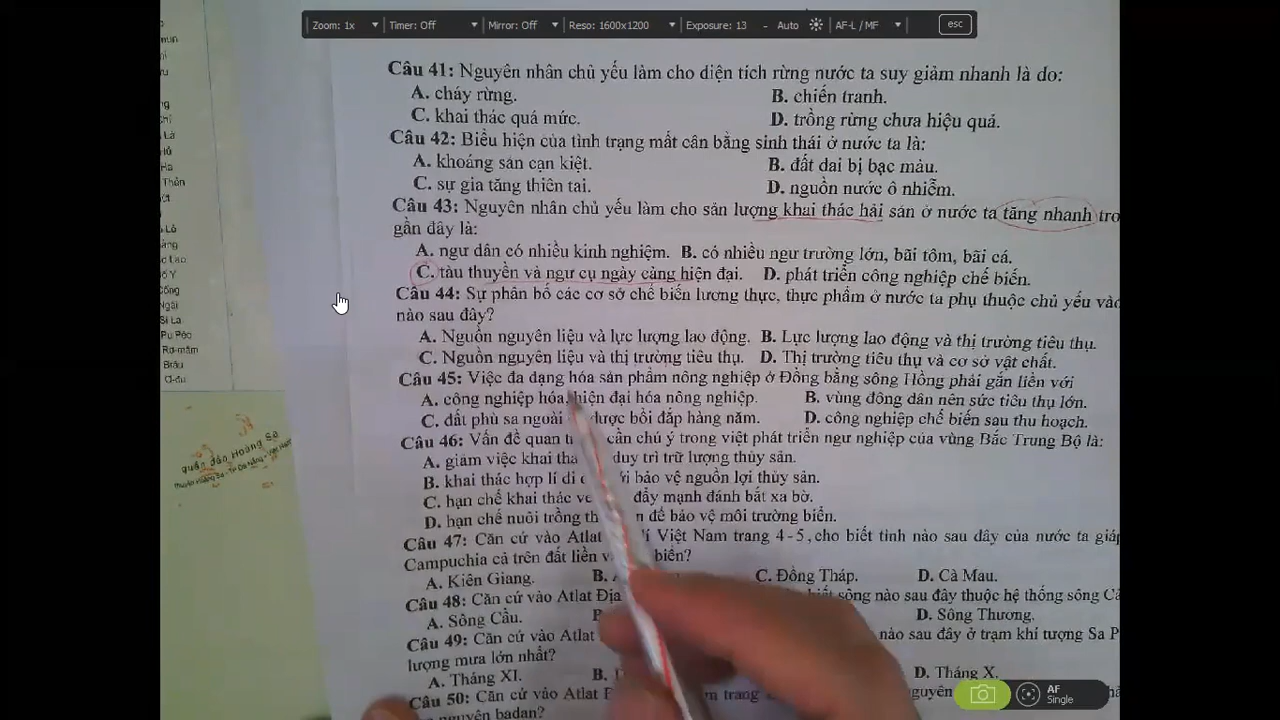 Zoom: 1x Timer: Off Mirror: Off Reso: 1600x1200 Exposure: 13 - Auto AF-L / MF esc
Câu 41: Nguyên nhân chủ yếu làm cho diện tích rừng nước ta suy giảm nhanh là do:
A. cháy rừng. B. chiến tranh.
C. khai thác quá mức. D. trồng rừng chưa hiệu quả.
Câu 42: Biểu hiện của tình trạng mất cân bằng sinh thái ở nước ta là:
A. khoáng sản cạn kiệt. B. đất đai bị bạc màu.
C. sự gia tăng thiên tai. D. nguồn nước ô nhiễm.
Câu 43: Nguyên nhân chủ yếu làm cho sản lượng khai thác hải sản ở nước ta tăng nhanh tro
gần đây là:
A. ngư dân có nhiều kinh nghiệm. B. có nhiều ngư trường lớn, bãi tôm, bãi cá.
C. tàu thuyền và ngư cụ ngày càng hiện đại. D. phát triển công nghiệp chế biến.
Câu 44: Sự phân bố các cơ sở chế biến lương thực, thực phẩm ở nước ta phụ thuộc chủ yếu vào
nào sau đây?
A. Nguồn nguyên liệu và lực lượng lao động. B. Lực lượng lao động và thị trường tiêu thụ.
C. Nguồn nguyên liệu và thị trường tiêu thụ. D. Thị trường tiêu thụ và cơ sở vật chất.
Câu 45: Việc đa dạng hóa sản phẩm nông nghiệp ở Đồng bằng sông Hồng phải gắn liền với
A. công nghiệp hóa, hiện đại hóa nông nghiệp. B. vùng đông dân nên sức tiêu thụ lớn.
C. đất phù sa ngoài được bồi đắp hàng năm. D. công nghiệp chế biến sau thu hoạch.
Câu 46: Vấn đề quan cần chú ý trong việt phát triển ngư nghiệp của vùng Bắc Trung Bộ là:
A. giảm việc khai duy trì trữ lượng thủy sản.
B. khai thác hợp lí đi bảo vệ nguồn lợi thủy sản.
C. hạn chế khai thác ve đẩy mạnh đánh bắt xa bờ.
D. hạn chế nuôi trồng th để bảo vệ môi trường biển.
Câu 47: Căn cứ vào Atlat Việt Nam trang 4-5, cho biết tỉnh nào sau đây của nước ta giáp
Campuchia cả trên đất liền biển?
A. Kiên Giang. B. C. Đồng Tháp. D. Cà Mau.
Câu 48: Căn cứ vào Atlat Địa biết sông nào sau đây thuộc hệ thống sông
A. Sông Cầu. D. Sông Thương.
Câu 49: Căn cứ vào Atlat nào sau đây ở trạm khí tượng Sa P
lượng mưa lớn nhất?
A. Tháng XI. B. D. Tháng X.
Câu 50: Căn cứ vào Atlat trang nguyên
nguyên badan?
quần đảo Hoàng Sa
AF
Single